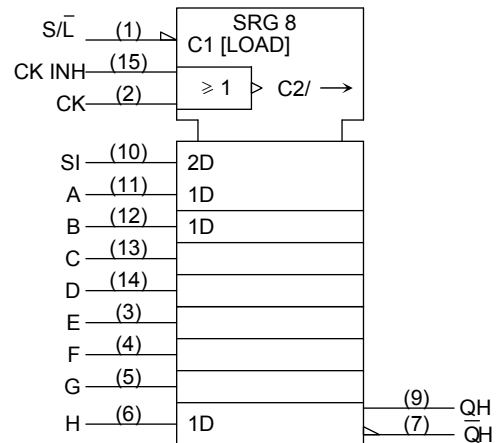 SRG 8
S/L̅ (1) C1 [LOAD]
CK INH (15)
≥ 1 C2/ →
CK (2)
SI (10) 2D
A (11) 1D
B (12) 1D
C (13)
D (14)
E (3)
F (4)
G (5)
(9) QH
H (6) 1D
(7) Q̅H